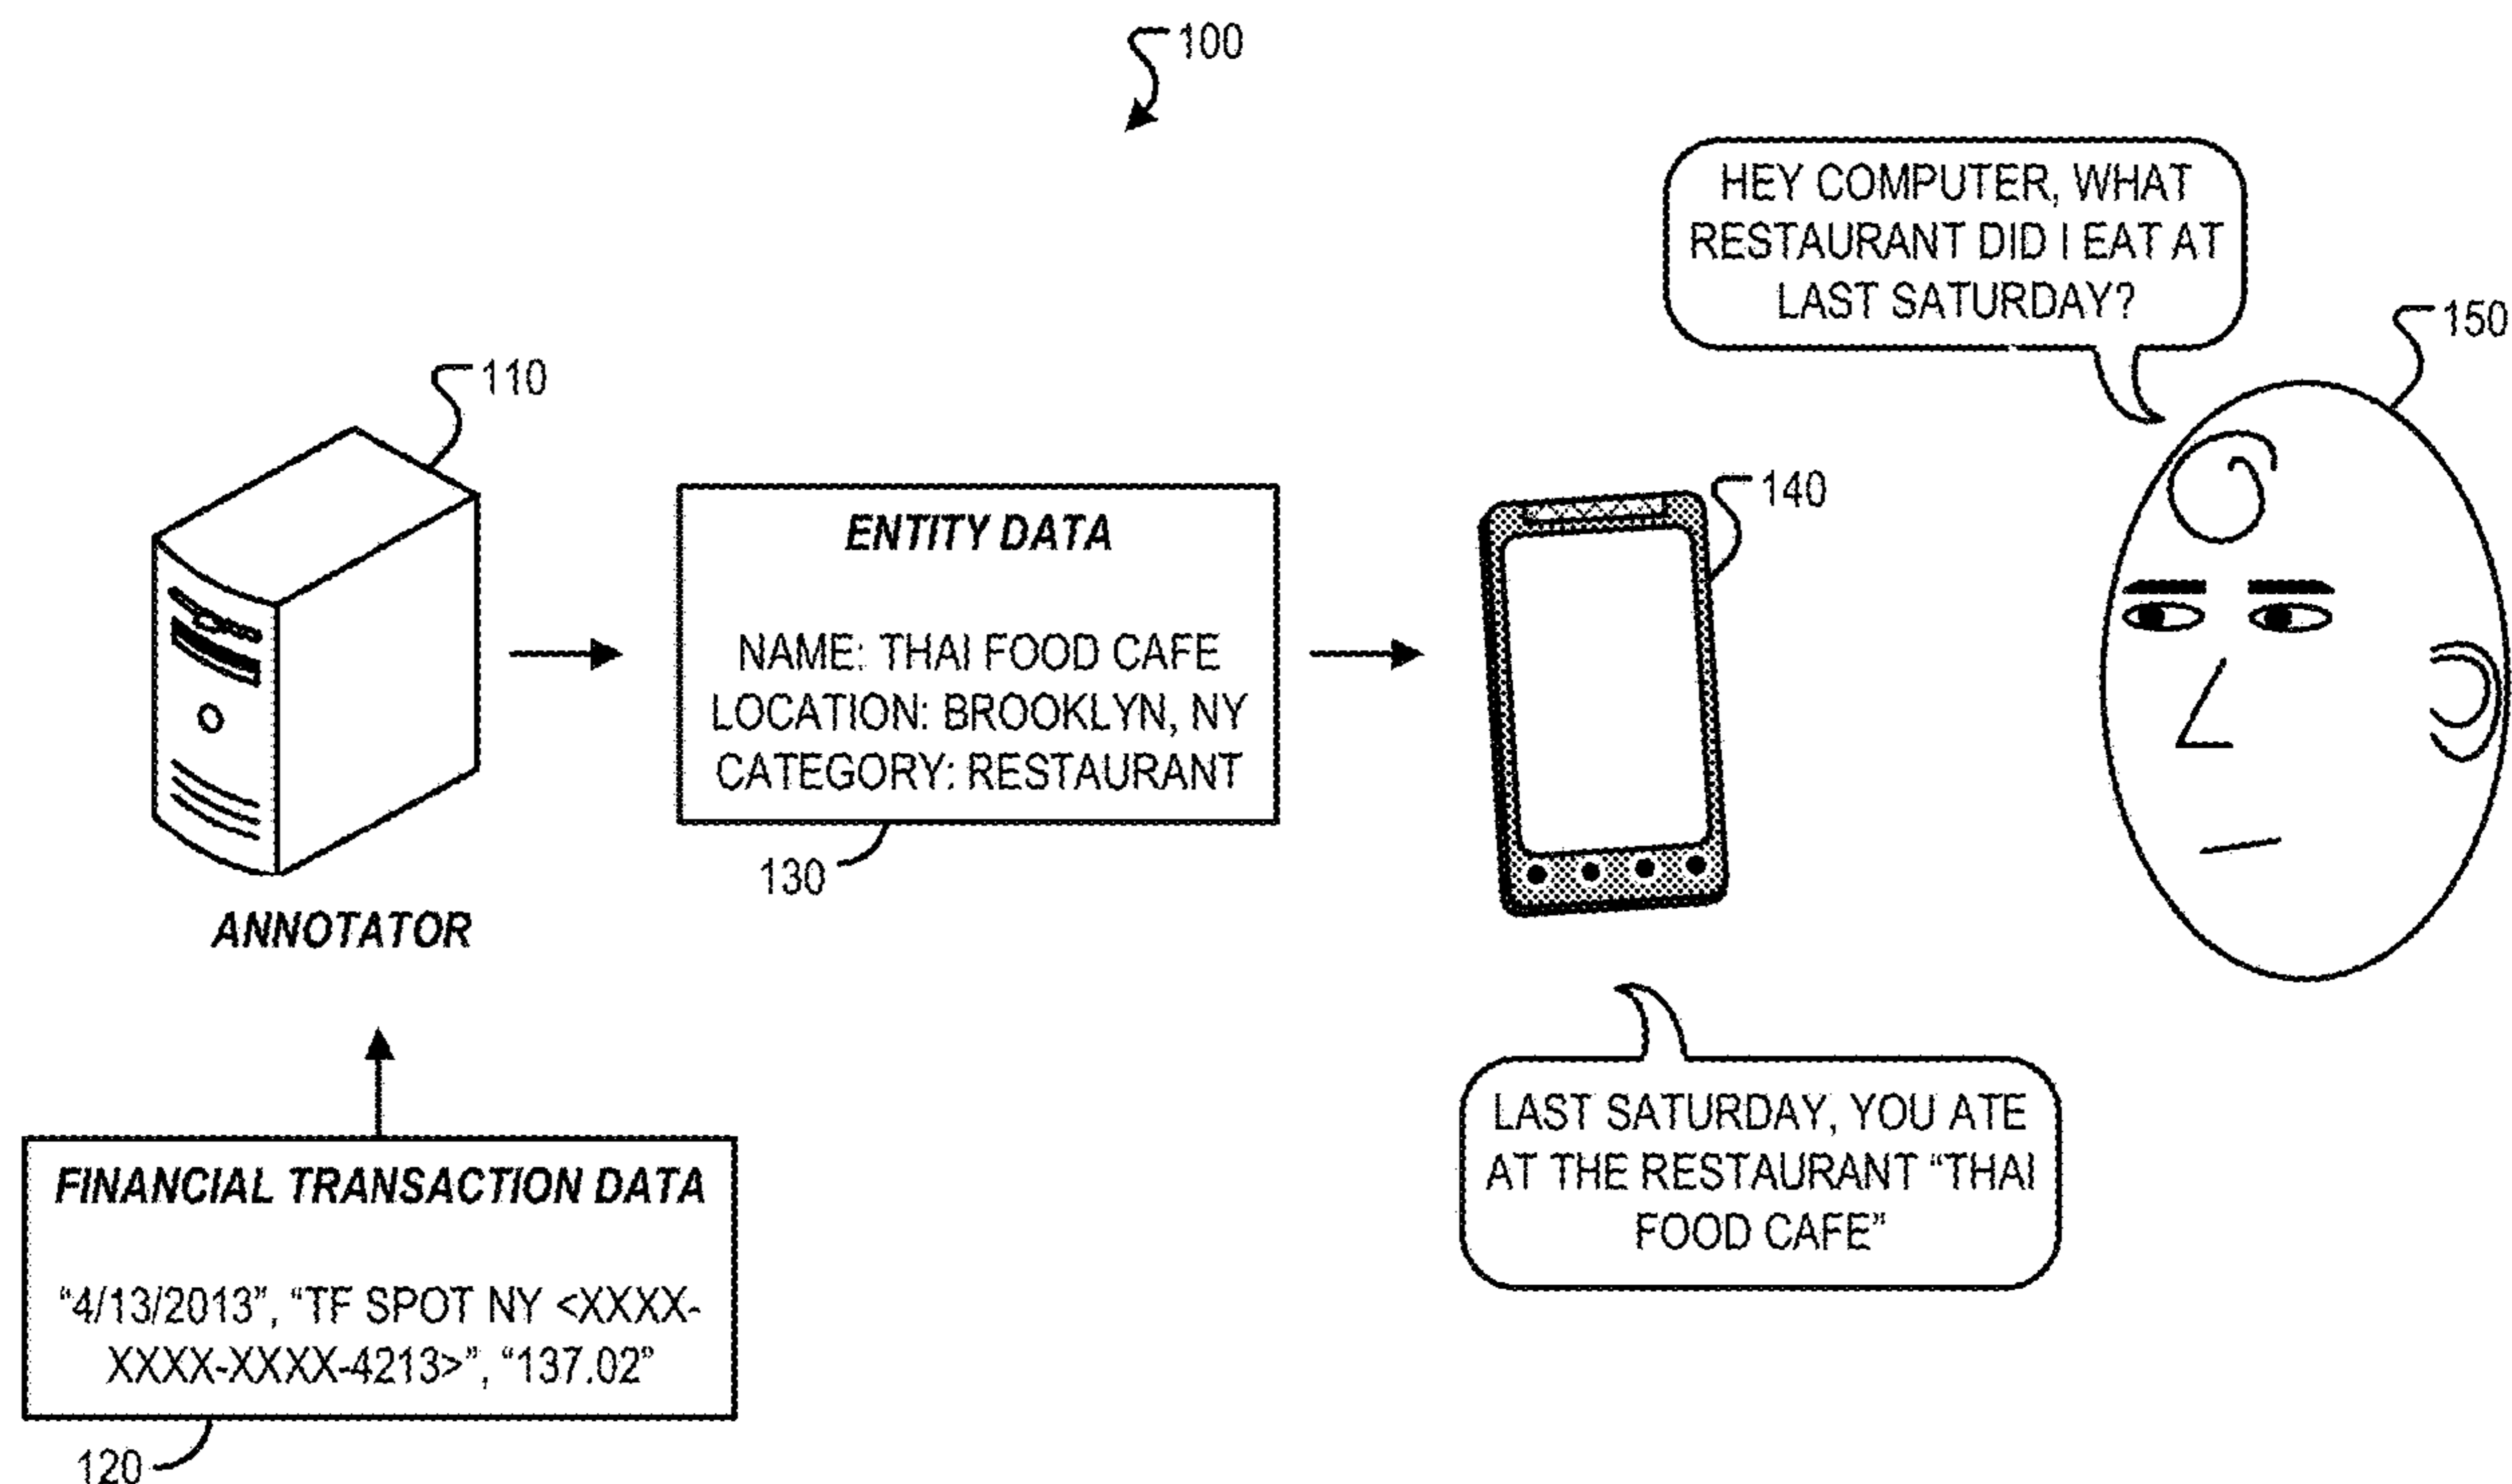 100
HEY COMPUTER, WHAT
RESTAURANT DID I EAT AT
LAST SATURDAY?
150
110
140
ENTITY DATA
NAME: THAI FOOD CAFE
LOCATION: BROOKLYN, NY
CATEGORY: RESTAURANT
130
ANNOTATOR
LAST SATURDAY, YOU ATE
AT THE RESTAURANT “THAI
FOOD CAFE”
FINANCIAL TRANSACTION DATA
“4/13/2013”, “TF SPOT NY <XXXX-
XXXX-XXXX-4213>”, “137.02”
120